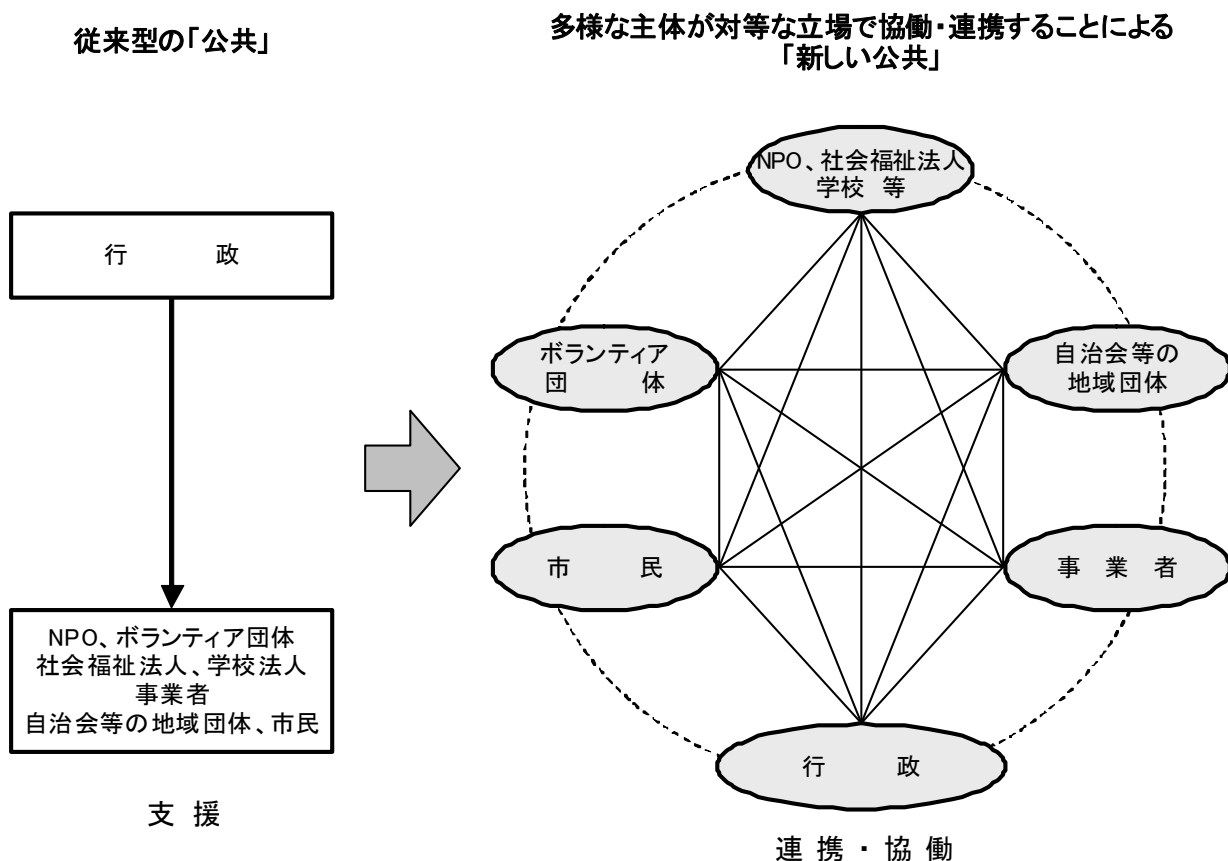 従来型の「公共」
行　政
NPO、ボランティア団体
社会福祉法人、学校法人
事業者
自治会等の地域団体、市民
支 援
多様な主体が対等な立場で協働・連携することによる
「新しい公共」
NPO、社会福祉法人
学校 等
ボランティア
団　体
自治会等の
地域団体
市　民
事 業 者
行　政
連 携 ・ 協 働